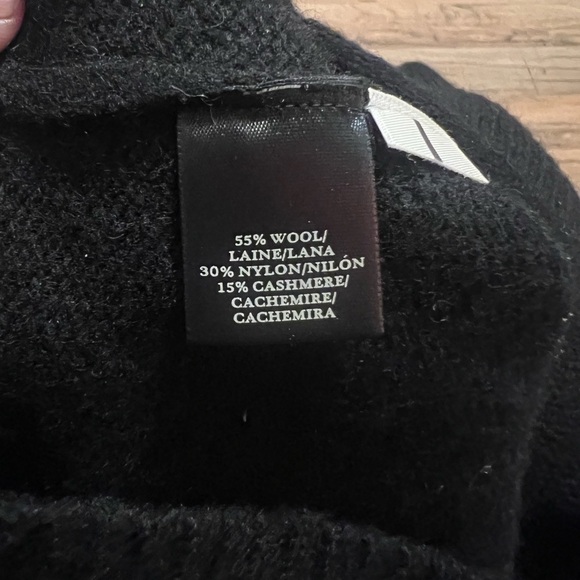 55% WOOL/
LAINE/LANA
30% NYLON/NILÓN
15% CASHMERE/
CACHEMIRE/
CACHEMIRA